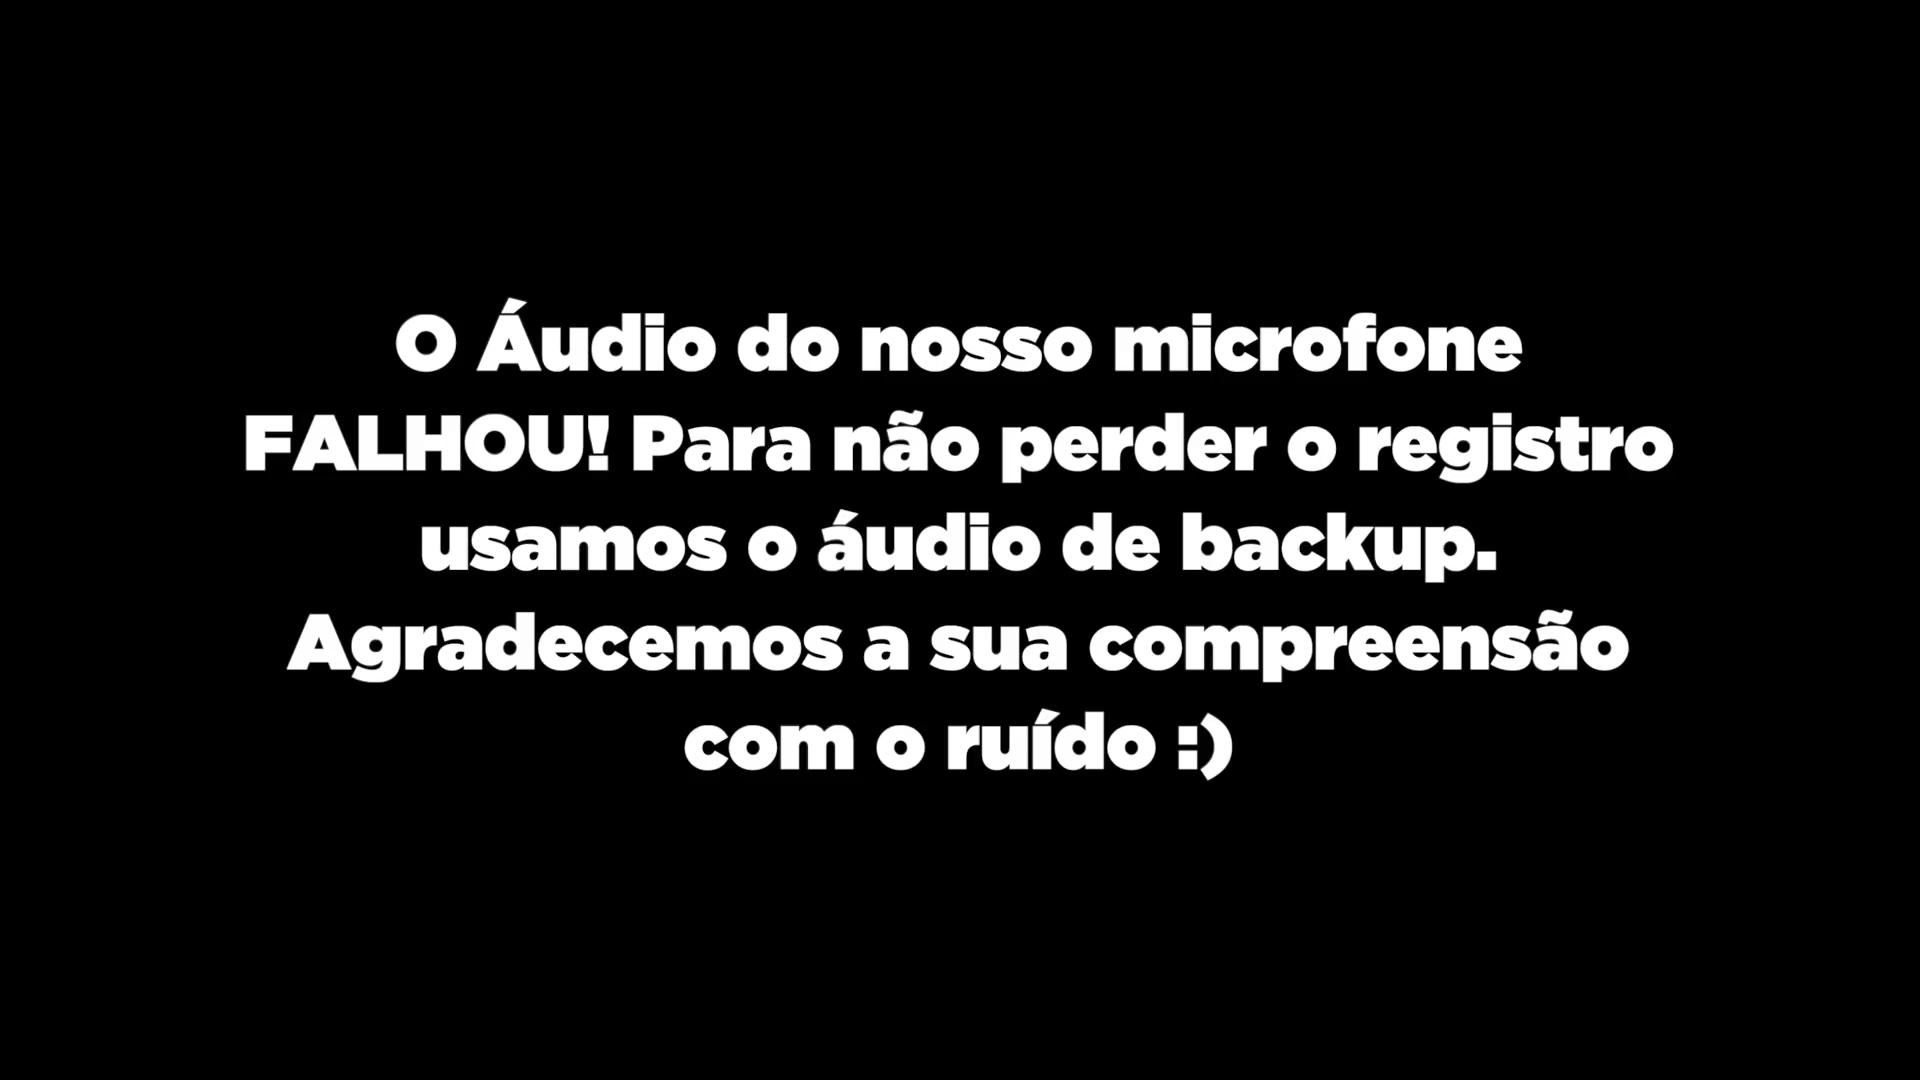 O Áudio do nosso microfone
FALHOU! Para não perder o registro
usamos o áudio de backup.
Agradecemos a sua compreensão
com o ruído :)